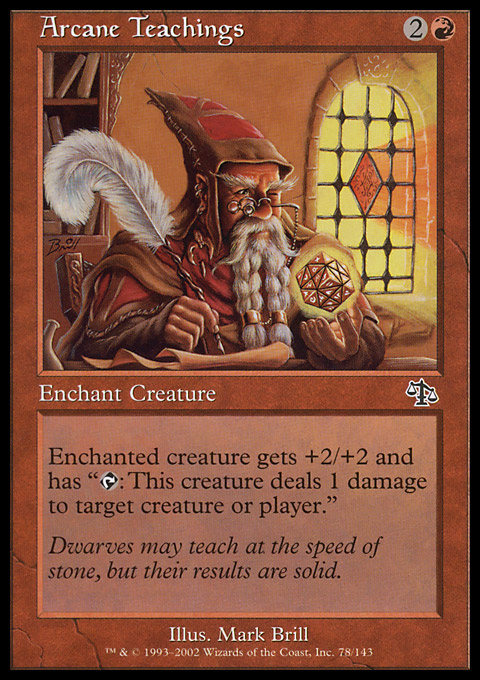 Arcane Teachings 2
Brill
Enchant Creature
Enchanted creature gets +2/+2 and
has “: This creature deals 1 damage
to target creature or player.”
Dwarves may teach at the speed of
stone, but their results are solid.
Illus. Mark Brill
™ & © 1993–2002 Wizards of the Coast, Inc. 78/143